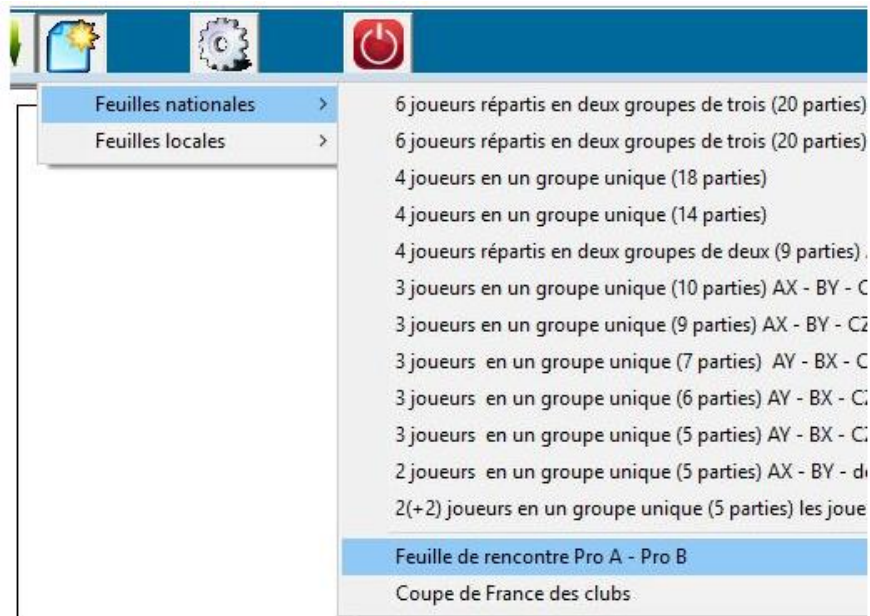 Feuilles nationales >
Feuilles locales >
6 joueurs répartis en deux groupes de trois (20 parties)
6 joueurs répartis en deux groupes de trois (20 parties)
4 joueurs en un groupe unique (18 parties)
4 joueurs en un groupe unique (14 parties)
4 joueurs répartis en deux groupes de deux (9 parties)
3 joueurs en un groupe unique (10 parties) AX - BY - C
3 joueurs en un groupe unique (9 parties) AX - BY - CZ
3 joueurs  en un groupe unique (7 parties)  AY - BX - C
3 joueurs  en un groupe unique (6 parties) AY - BX - CZ
3 joueurs  en un groupe unique (5 parties) AY - BX - CZ
2 joueurs  en un groupe unique (5 parties) AX - BY -
2(+2) joueurs en un groupe unique (5 parties) les joue
Feuille de rencontre Pro A - Pro B
Coupe de France des clubs